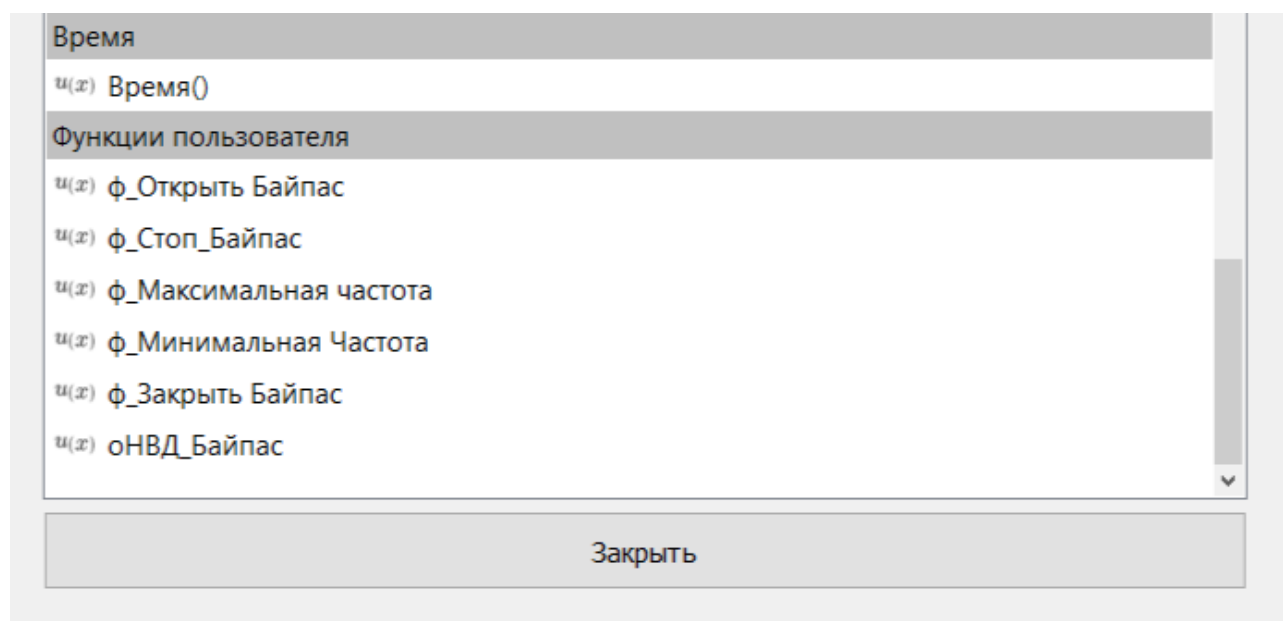 Время
u(x) Время()
Функции пользователя
u(x) ф_Открыть Байпас
u(x) ф_Стоп_Байпас
u(x) ф_Максимальная частота
u(x) ф_Минимальная Частота
u(x) ф_Закрыть Байпас
u(x) оНВД_Байпас
Закрыть